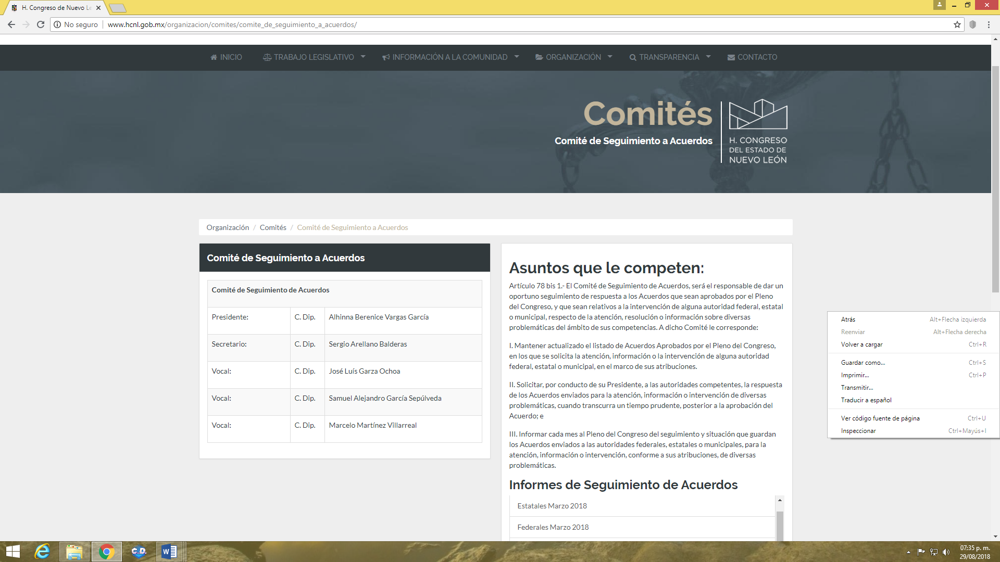 H. Congreso de Nuevo Le
No seguro
www.hcnl.gob.mx/organizacion/comites/comite_de_seguimiento_a_acuerdos/
INICIO TRABAJO LEGISLATIVO INFORMACIÓN A LA COMUNIDAD ORGANIZACIÓN TRANSPARENCIA CONTACTO
Comités
Comité de Seguimiento a Acuerdos
H. CONGRESO
DEL ESTADO DE
NUEVO LEÓN
Organización / Comités / Comité de Seguimiento a Acuerdos
Comité de Seguimiento a Acuerdos
Comité de Seguimiento de Acuerdos
Presidente: C. Dip. Alhinna Berenice Vargas García
Secretario: C. Dip. Sergio Arellano Balderas
Vocal: C. Dip. José Luís Garza Ochoa
Vocal: C. Dip. Samuel Alejandro García Sepúlveda
Vocal: C. Dip. Marcelo Martínez Villarreal
Asuntos que le competen:
Artículo 78 bis 1.- El Comité de Seguimiento de Acuerdos, será el responsable de dar un
oportuno seguimiento de respuesta a los Acuerdos que sean aprobados por el Pleno
del Congreso, y que sean relativos a la intervención de alguna autoridad federal, estatal
o municipal, respecto de la atención, resolución o información sobre diversas
problemáticas del ámbito de sus competencias. A dicho Comité le corresponde:
I. Mantener actualizado el listado de Acuerdos Aprobados por el Pleno del Congreso,
en los que se solicita la atención, información o la intervención de alguna autoridad
federal, estatal o municipal, en el marco de sus atribuciones.
II. Solicitar, por conducto de su Presidente, a las autoridades competentes, la respuesta
de los Acuerdos enviados para la atención, información o intervención de diversas
problemáticas, cuando transcurra un tiempo prudente, posterior a la aprobación del
Acuerdo; e
III. Informar cada mes al Pleno del Congreso del seguimiento y situación que guardan
los Acuerdos enviados a las autoridades federales, estatales o municipales, para la
atención, información o intervención, conforme a sus atribuciones, de diversas
problemáticas.
Informes de Seguimiento de Acuerdos
Estatales Marzo 2018
Federales Marzo 2018
Atrás Alt+Flecha izquierda
Reenviar Alt+Flecha derecha
Volver a cargar Ctrl+R
Guardar como... Ctrl+S
Imprimir... Ctrl+P
Transmitir...
Traducir a español
Ver código fuente de página Ctrl+U
Inspeccionar Ctrl+Mayús+I
C.D.
07:35 p. m.
29/08/2018